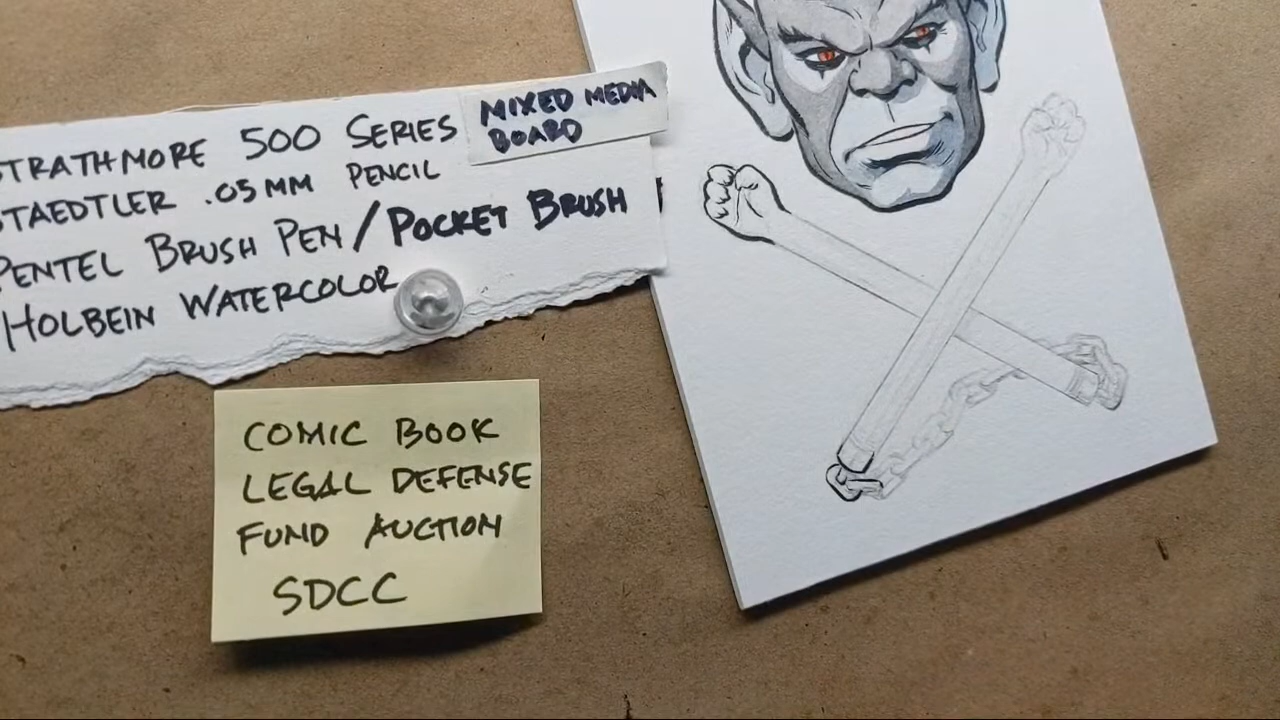 STRATHMORE 500 SERIES MIXED MEDIA BOARD
STAEDTLER .05MM PENCIL
PENTEL BRUSH PEN/POCKET BRUSH
HOLBEIN WATERCOLOR
COMIC BOOK
LEGAL DEFENSE
FUND AUCTION
SDCC